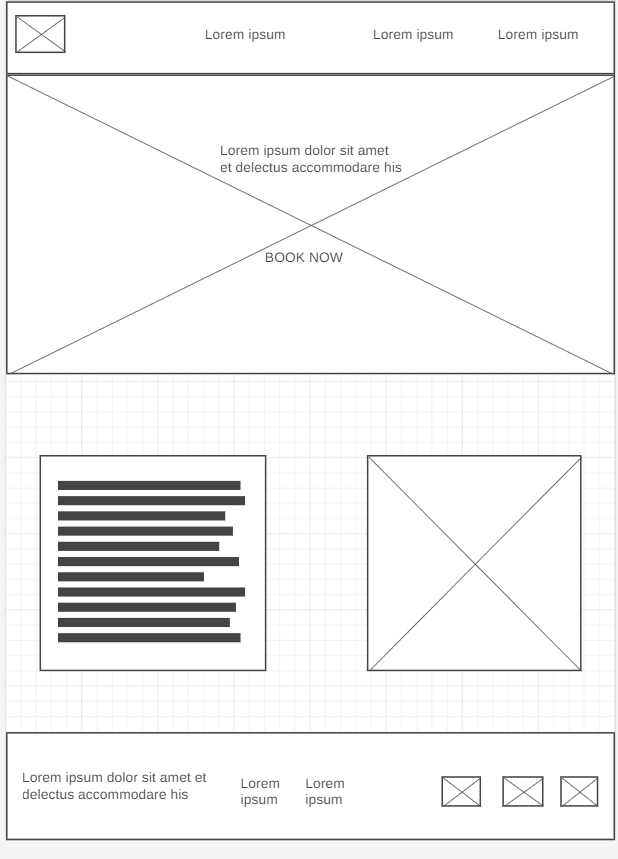 Lorem ipsum
Lorem ipsum
Lorem ipsum
Lorem ipsum dolor sit amet
et delectus accommodare his
BOOK NOW
Lorem ipsum dolor sit amet et
delectus accommodare his
Lorem
ipsum
Lorem
ipsum